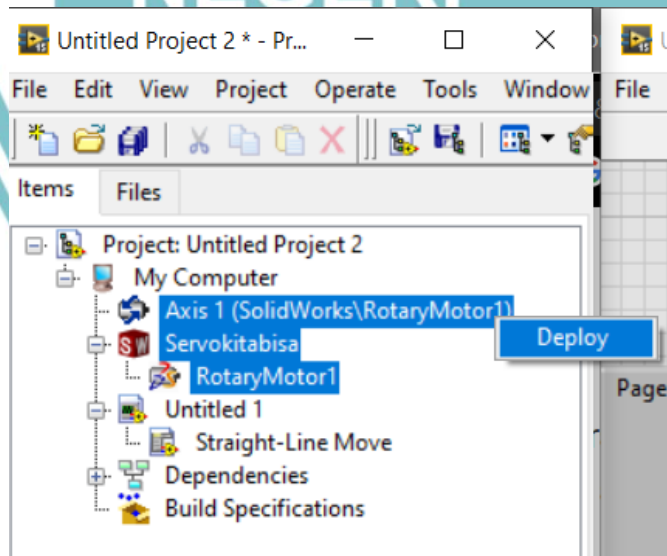 Untitled Project 2 * - Pr...
File Edit View Project Operate Tools Window
File
Items Files
Project: Untitled Project 2
My Computer
Axis 1 (SolidWorks\RotaryMotor1)
Deploy
Servokitabisa
RotaryMotor1
Page
Untitled 1
Straight-Line Move
Dependencies
Build Specifications